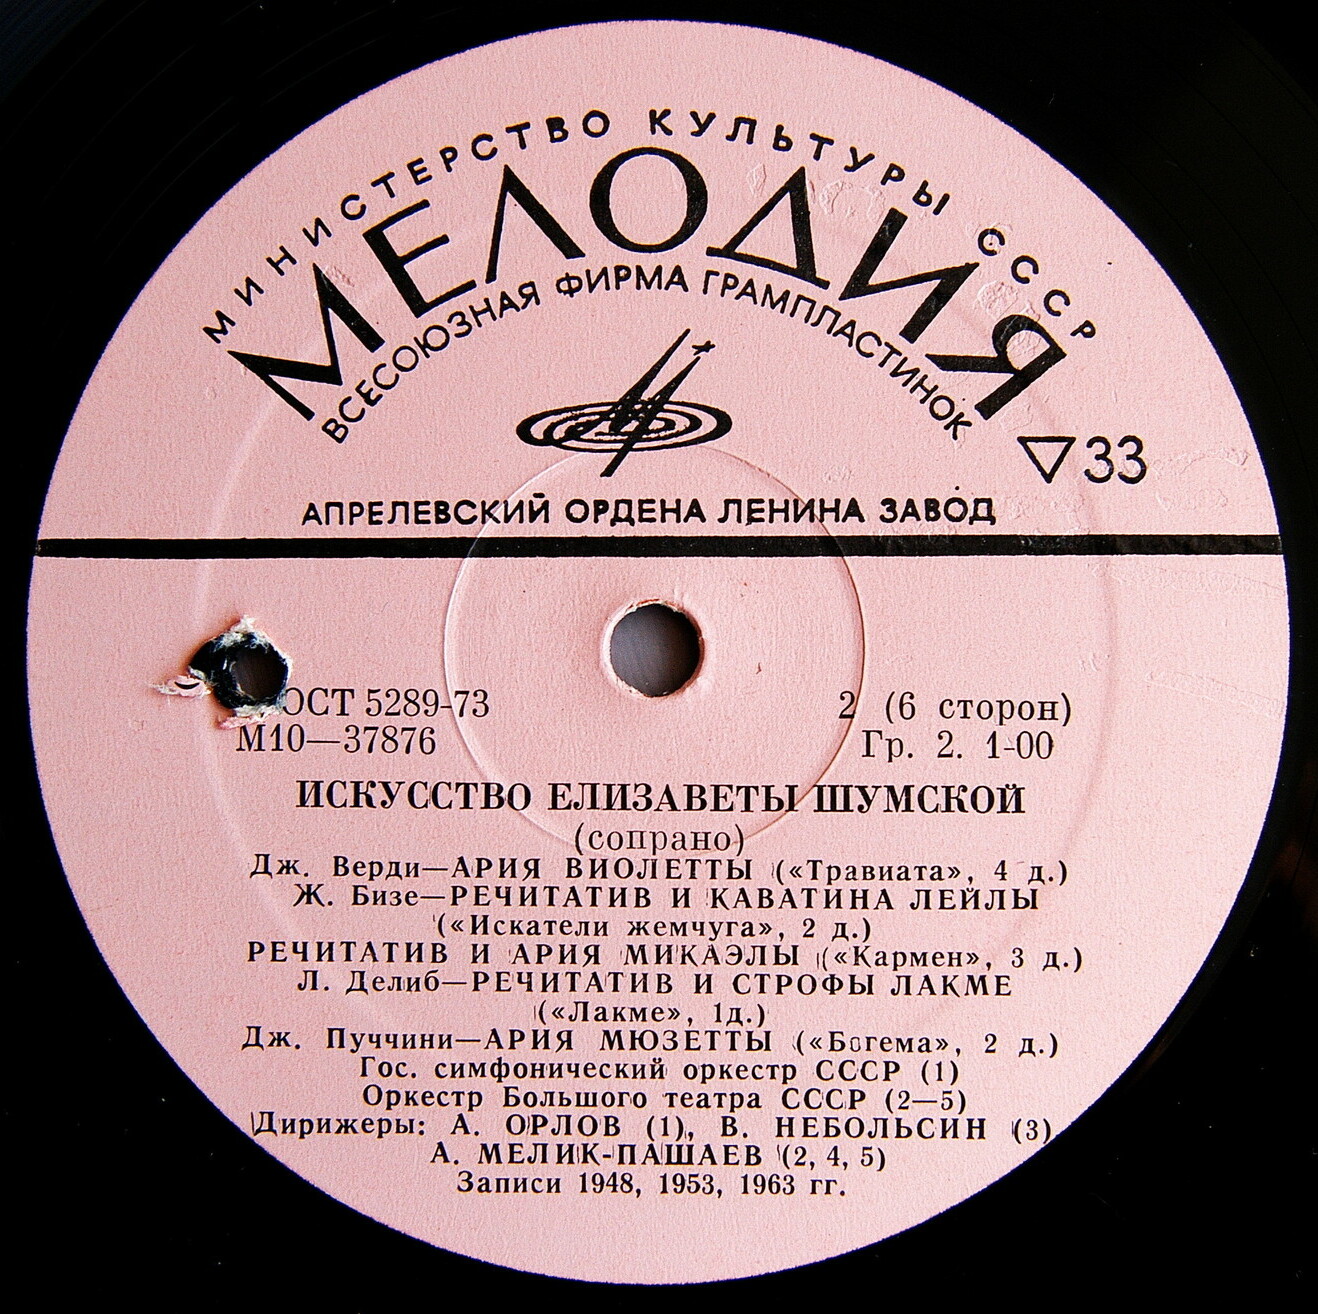 МИНИСТЕРСТВО КУЛЬТУРЫ СССР
МЕЛОДИЯ
ВСЕСОЮЗНАЯ ФИРМА ГРАМПЛАСТИНОК
33
АПРЕЛЕВСКИЙ ОРДЕНА ЛЕНИНА ЗАВОД
ОСТ 5289-73
2 (6 сторон)
М10—37876
Гр. 2. 1-00
ИСКУССТВО ЕЛИЗАВЕТЫ ШУМСКОЙ
(сопрано)
Дж. Верди—АРИЯ ВИОЛЕТТЫ («Травиата», 4 д.)
Ж. Бизе—РЕЧИТАТИВ И КАВАТИНА ЛЕЙЛЫ
(«Искатели жемчуга», 2 д.)
РЕЧИТАТИВ И АРИЯ МИКАЭЛЫ («Кармен», 3 д.)
Л. Делиб—РЕЧИТАТИВ И СТРОФЫ ЛАКМЕ
(«Лакме», 1д.)
Дж. Пуччини—АРИЯ МЮЗЕТТЫ («Богема», 2 д.)
Гос. симфонический оркестр СССР (1)
Оркестр Большого театра СССР (2—5)
Дирижеры: А. ОРЛОВ (1), В. НЕБОЛЬСИН (3)
А. МЕЛИК-ПАШАЕВ (2, 4, 5)
Записи 1948, 1953, 1963 гг.